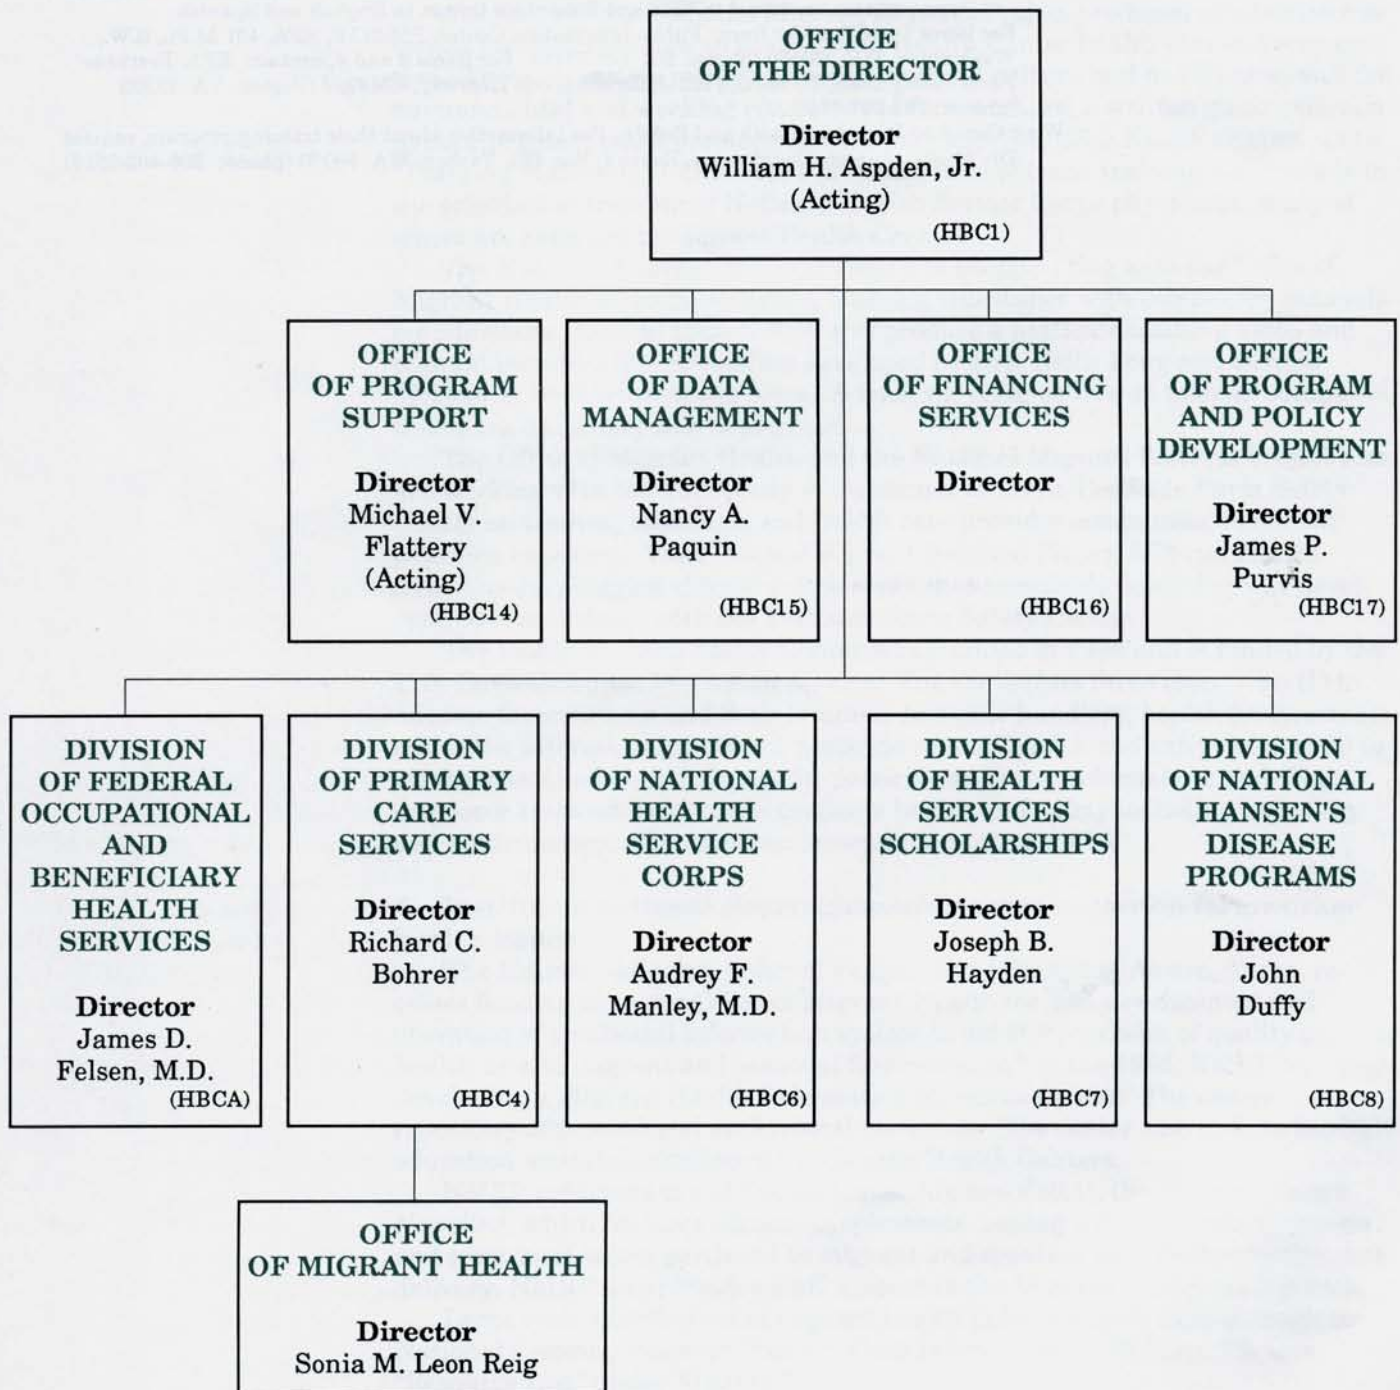 OFFICE
OF THE DIRECTOR
Director
William H. Aspden, Jr.
(Acting)
(HBC1)
OFFICE
OF PROGRAM
SUPPORT
Director
Michael V.
Flattery
(Acting)
(HBC14)
OFFICE
OF DATA
MANAGEMENT
Director
Nancy A.
Paquin
(HBC15)
OFFICE
OF FINANCING
SERVICES
Director
(HBC16)
OFFICE
OF PROGRAM
AND POLICY
DEVELOPMENT
Director
James P.
Purvis
(HBC17)
DIVISION
OF FEDERAL
OCCUPATIONAL
AND
BENEFICIARY
HEALTH
SERVICES
Director
James D.
Felsen, M.D.
(HBCA)
DIVISION
OF PRIMARY
CARE
SERVICES
Director
Richard C.
Bohrer
(HBC4)
DIVISION
OF NATIONAL
HEALTH
SERVICE
CORPS
Director
Audrey F.
Manley, M.D.
(HBC6)
DIVISION
OF HEALTH
SERVICES
SCHOLARSHIPS
Director
Joseph B.
Hayden
(HBC7)
DIVISION
OF NATIONAL
HANSEN'S
DISEASE
PROGRAMS
Director
John
Duffy
(HBC8)
OFFICE
OF MIGRANT HEALTH
Director
Sonia M. Leon Reig